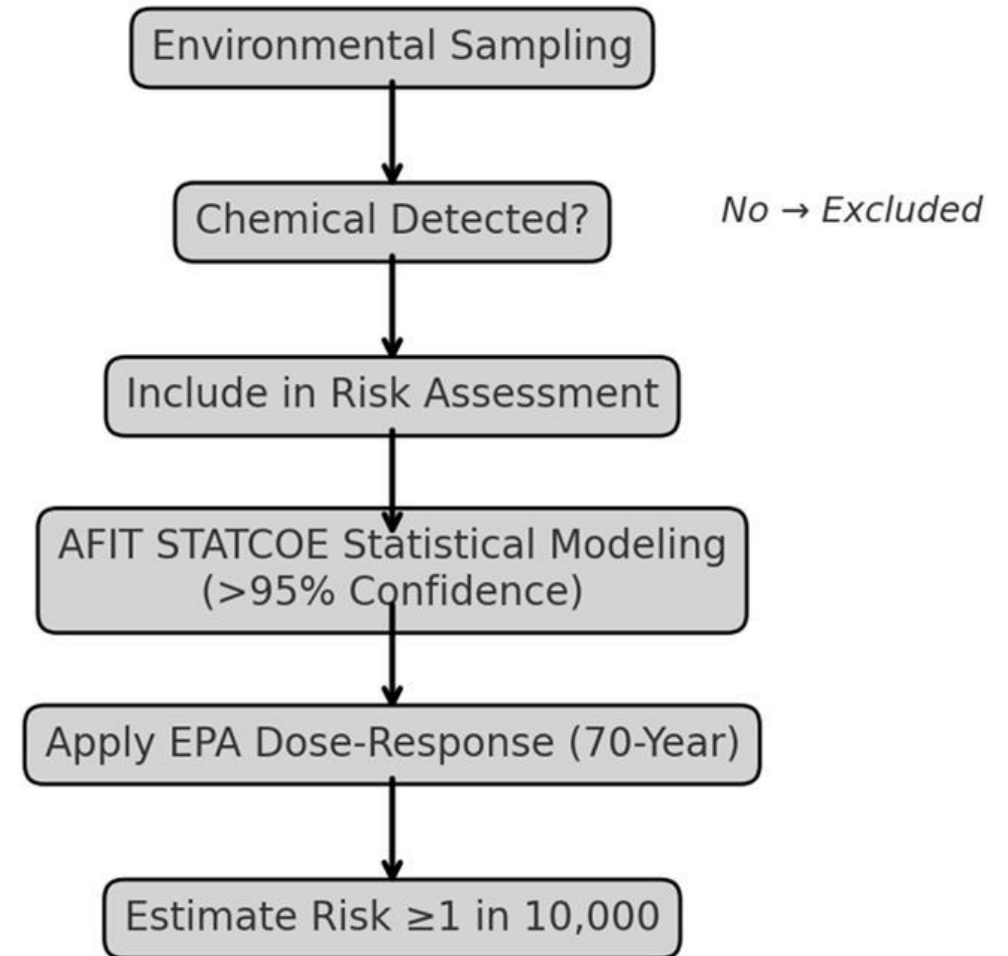 Environmental Sampling
Chemical Detected?
No → Excluded
Include in Risk Assessment
AFIT STATCOE Statistical Modeling
(>95% Confidence)
Apply EPA Dose-Response (70-Year)
Estimate Risk ≥1 in 10,000